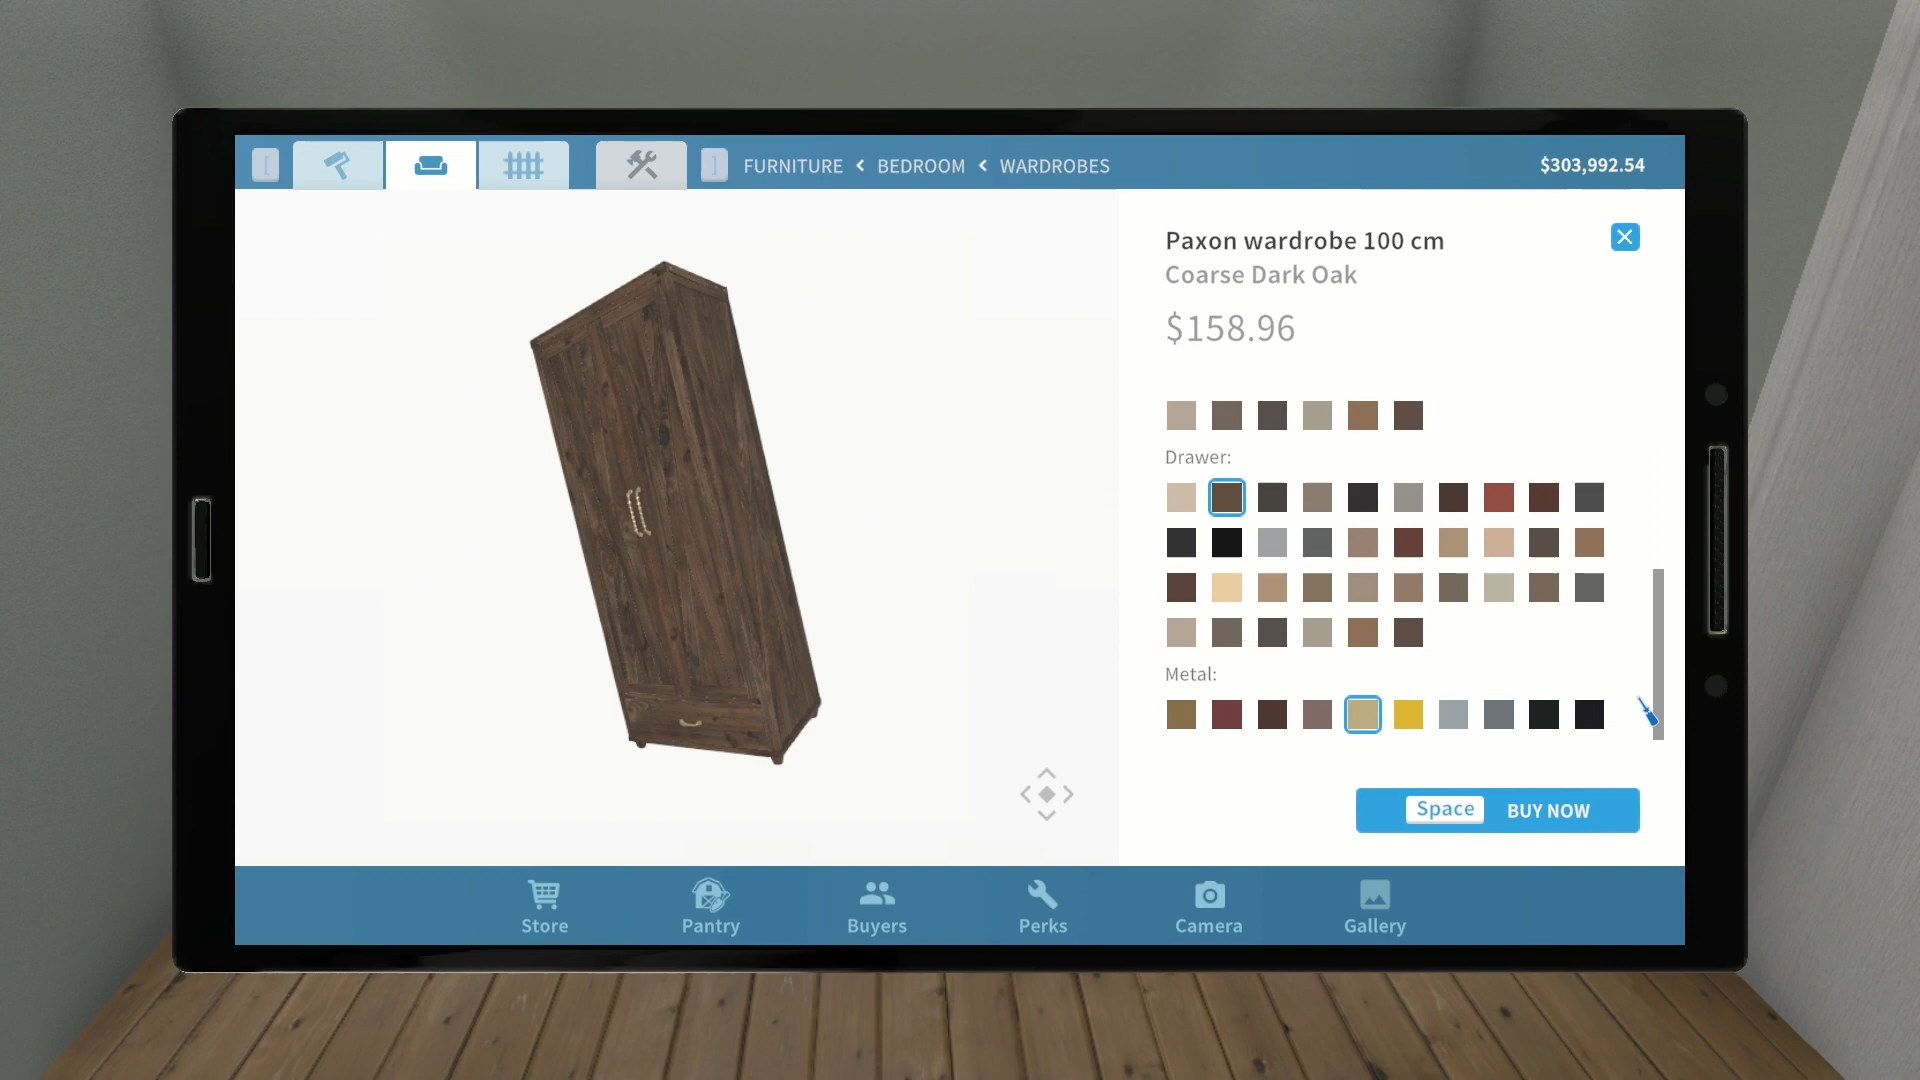 [
]
FURNITURE < BEDROOM < WARDROBES
$303,992.54
Paxon wardrobe 100 cm
Coarse Dark Oak
$158.96
Drawer:
Metal:
Space BUY NOW
Store
Pantry
Buyers
Perks
Camera
Gallery